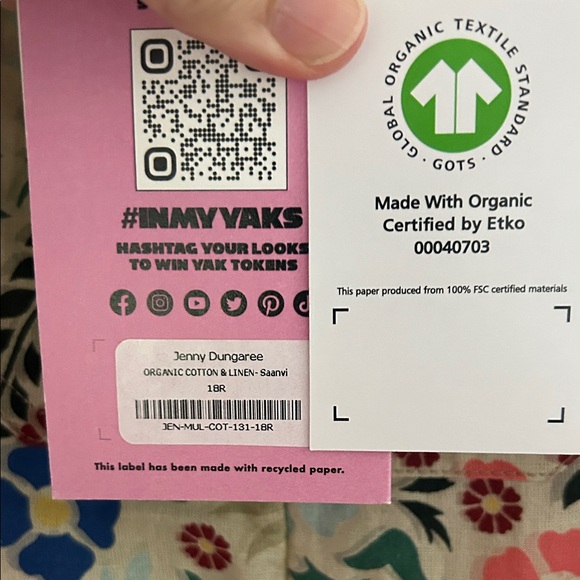 #INMYYAKS
HASHTAG YOUR LOOKS
TO WIN YAK TOKENS
Jenny Dungaree
ORGANIC COTTON & LINEN- Saanvi
18R
JEN-MUL-COT-131-18R
This label has been made with recycled paper.
GLOBAL ORGANIC TEXTILE STANDARD
· GOTS ·
Made With Organic
Certified by Etko
00040703
This paper produced from 100% FSC certified materials